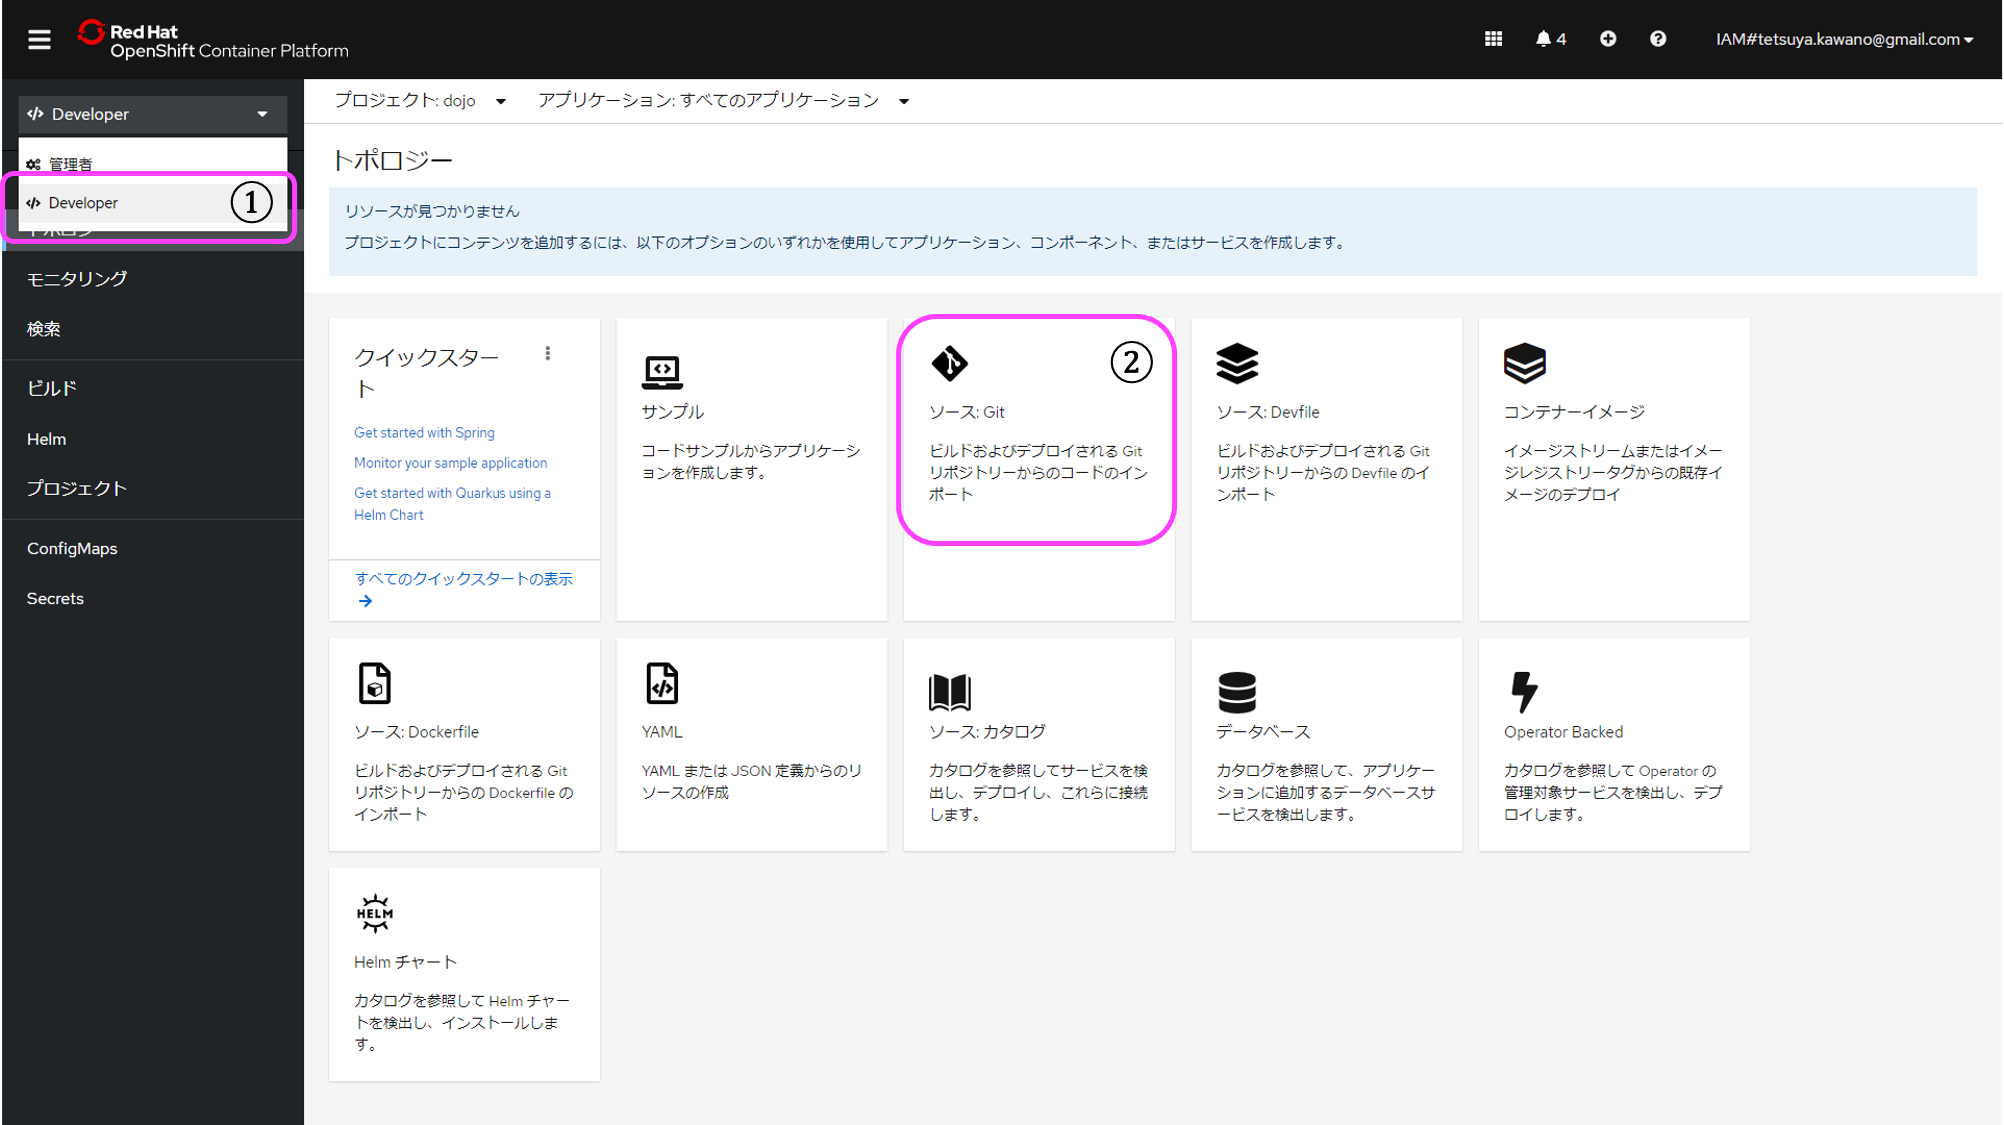 Red Hat
OpenShift Container Platform
4
IAM#tetsuya.kawano@gmail.com
Developer
管理者
Developer
①
モニタリング
検索
ビルド
Helm
プロジェクト
ConfigMaps
Secrets
プロジェクト: dojo
アプリケーション: すべてのアプリケーション
トポロジー
リソースが見つかりません
プロジェクトにコンテンツを追加するには、以下のオプションのいずれかを使用してアプリケーション、コンポーネント、またはサービスを作成します。
クイックスター
ト
Get started with Spring
Monitor your sample application
Get started with Quarkus using a
Helm Chart
すべてのクイックスタートの表示
サンプル
コードサンプルからアプリケーシ
ョンを作成します。
②
ソース: Git
ビルドおよびデプロイされる Git
リポジトリーからのコードのイン
ポート
ソース: Devfile
ビルドおよびデプロイされる Git
リポジトリーからの Devfile のイ
ンポート
コンテナーイメージ
イメージストリームまたはイメー
ジレジストリータグからの既存イ
メージのデプロイ
ソース: Dockerfile
ビルドおよびデプロイされる Git
リポジトリーからの Dockerfile の
インポート
YAML
YAML または JSON 定義からのリ
ソースの作成
ソース: カタログ
カタログを参照してサービスを検
出し、デプロイし、これらに接続
します。
データベース
カタログを参照して、アプリケー
ションに追加するデータベースサ
ービスを検出します。
Operator Backed
カタログを参照して Operator の
管理対象サービスを検出し、デプ
ロイします。
HELM
Helm チャート
カタログを参照して Helm チャー
トを検出し、インストールしま
す。